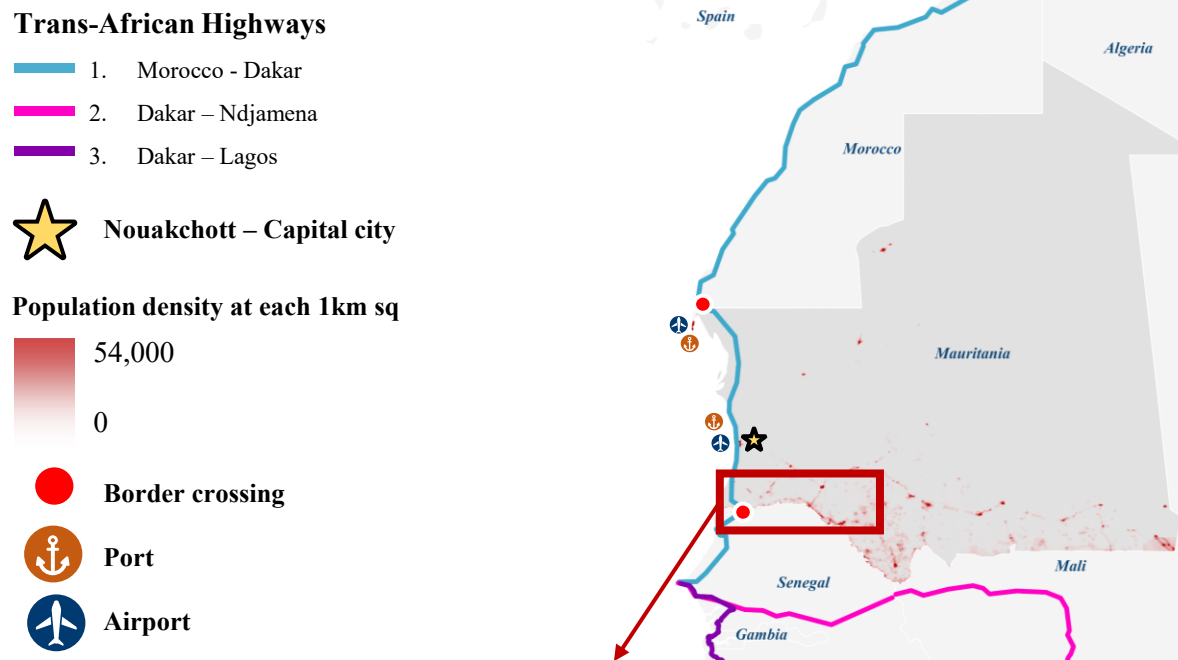 Trans-African Highways
1. Morocco - Dakar
2. Dakar – Ndjamena
3. Dakar – Lagos
Nouakchott – Capital city
Population density at each 1km sq
54,000
0
Border crossing
Port
Airport
Spain
Algeria
Morocco
Mauritania
Mali
Senegal
Gambia